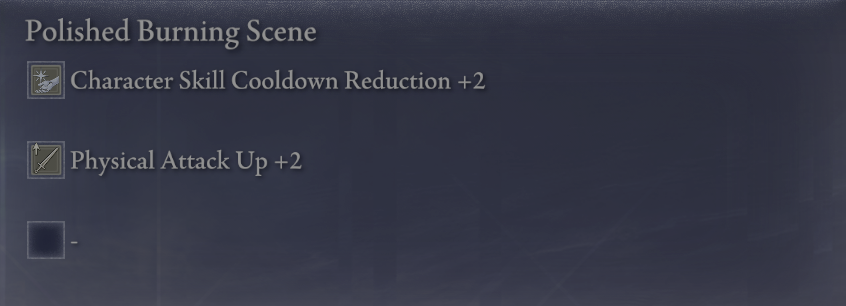 Polished Burning Scene
Character Skill Cooldown Reduction +2
Physical Attack Up +2
-